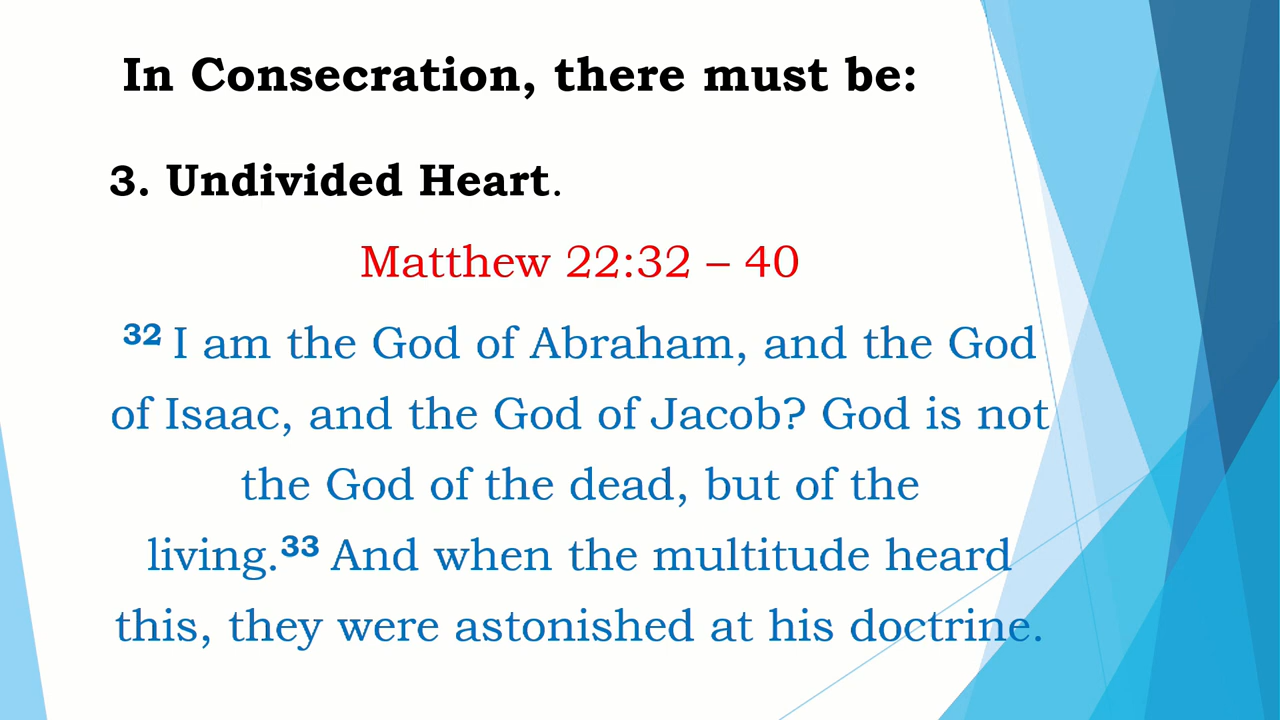 In Consecration, there must be:
3. Undivided Heart.
Matthew 22:32 – 40
32 I am the God of Abraham, and the God
of Isaac, and the God of Jacob? God is not
the God of the dead, but of the
living.33 And when the multitude heard
this, they were astonished at his doctrine.